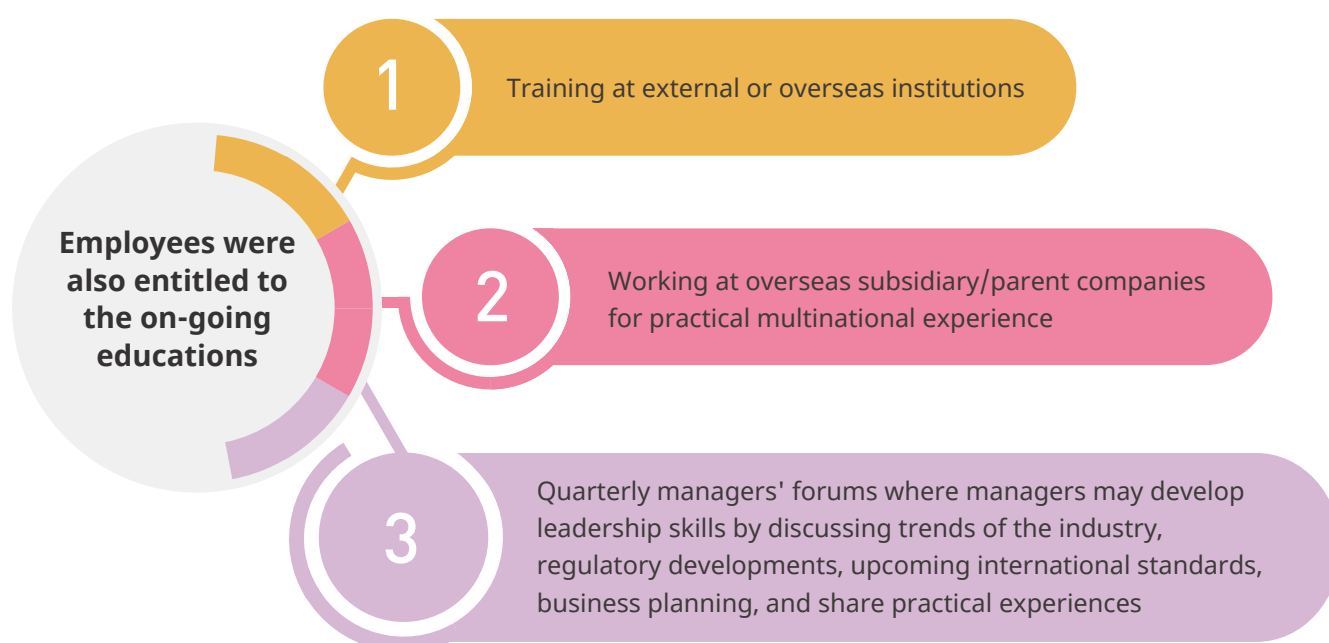 Employees were
also entitled to
the on-going
educations
1
Training at external or overseas institutions
2
Working at overseas subsidiary/parent companies
for practical multinational experience
3
Quarterly managers' forums where managers may develop
leadership skills by discussing trends of the industry,
regulatory developments, upcoming international standards,
business planning, and share practical experiences